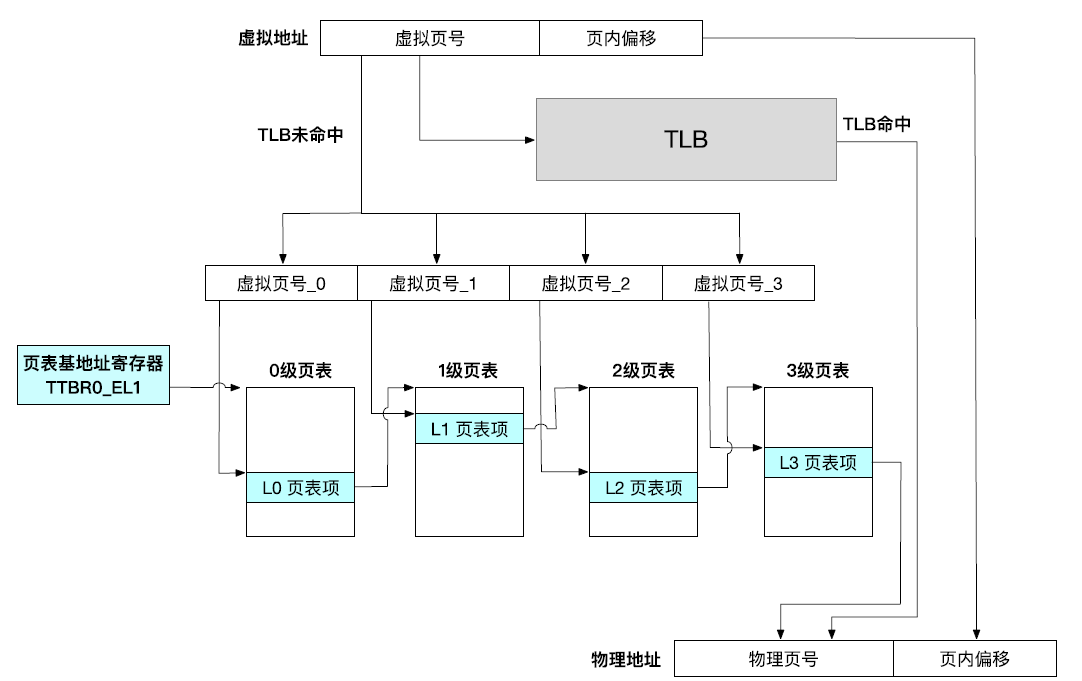 虚拟地址
虚拟页号
页内偏移
TLB未命中
TLB
TLB命中
虚拟页号_0
虚拟页号_1
虚拟页号_2
虚拟页号_3
页表基地址寄存器
TTBR0_EL1
0级页表
1级页表
2级页表
3级页表
L0 页表项
L1 页表项
L2 页表项
L3 页表项
物理地址
物理页号
页内偏移